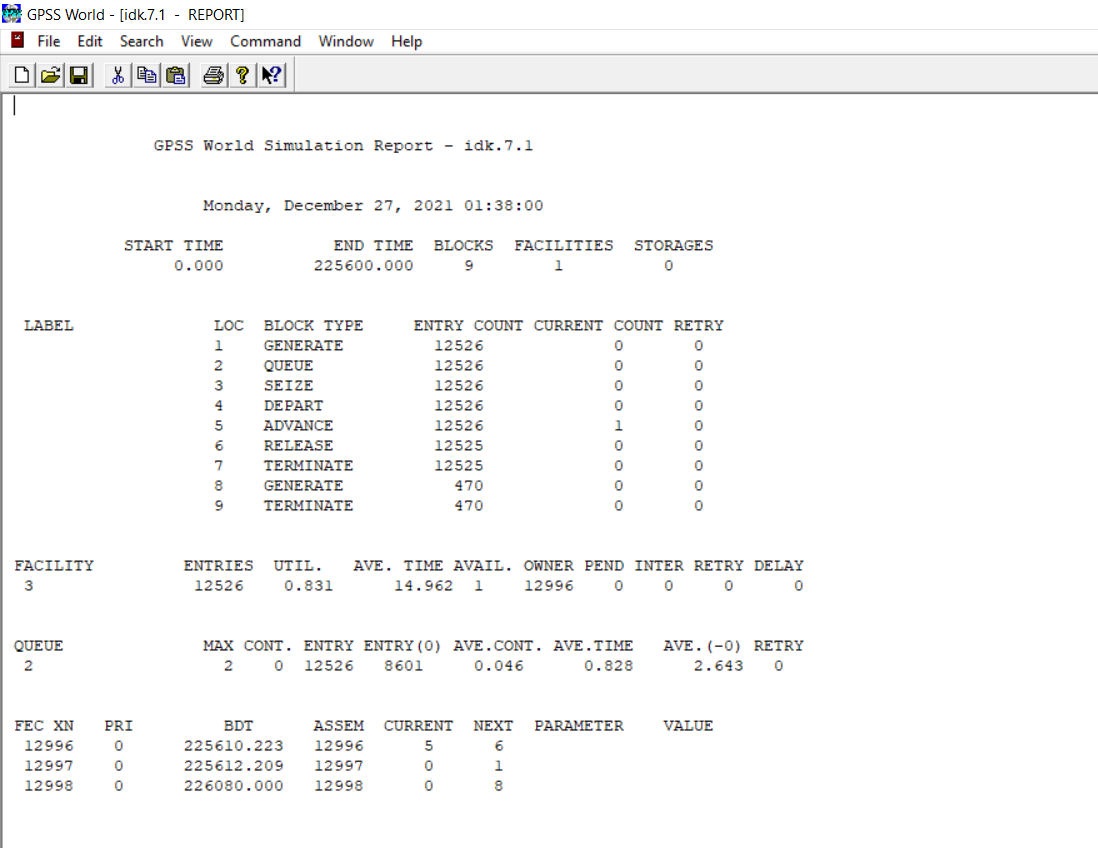 GPSS World - [idk.7.1 - REPORT]
File Edit Search View Command Window Help
GPSS World Simulation Report - idk.7.1
Monday, December 27, 2021 01:38:00
START TIME END TIME BLOCKS FACILITIES STORAGES
0.000 225600.000 9 1 0
LABEL LOC BLOCK TYPE ENTRY COUNT CURRENT COUNT RETRY
1 GENERATE 12526 0 0
2 QUEUE 12526 0 0
3 SEIZE 12526 0 0
4 DEPART 12526 0 0
5 ADVANCE 12526 1 0
6 RELEASE 12525 0 0
7 TERMINATE 12525 0 0
8 GENERATE 470 0 0
9 TERMINATE 470 0 0
FACILITY ENTRIES UTIL. AVE. TIME AVAIL. OWNER PEND INTER RETRY DELAY
3 12526 0.831 14.962 1 12996 0 0 0 0
QUEUE MAX CONT. ENTRY ENTRY(0) AVE.CONT. AVE.TIME AVE.(-0) RETRY
2 2 0 12526 8601 0.046 0.828 2.643 0
FEC XN PRI BDT ASSEM CURRENT NEXT PARAMETER VALUE
12996 0 225610.223 12996 5 6
12997 0 225612.209 12997 0 1
12998 0 226080.000 12998 0 8